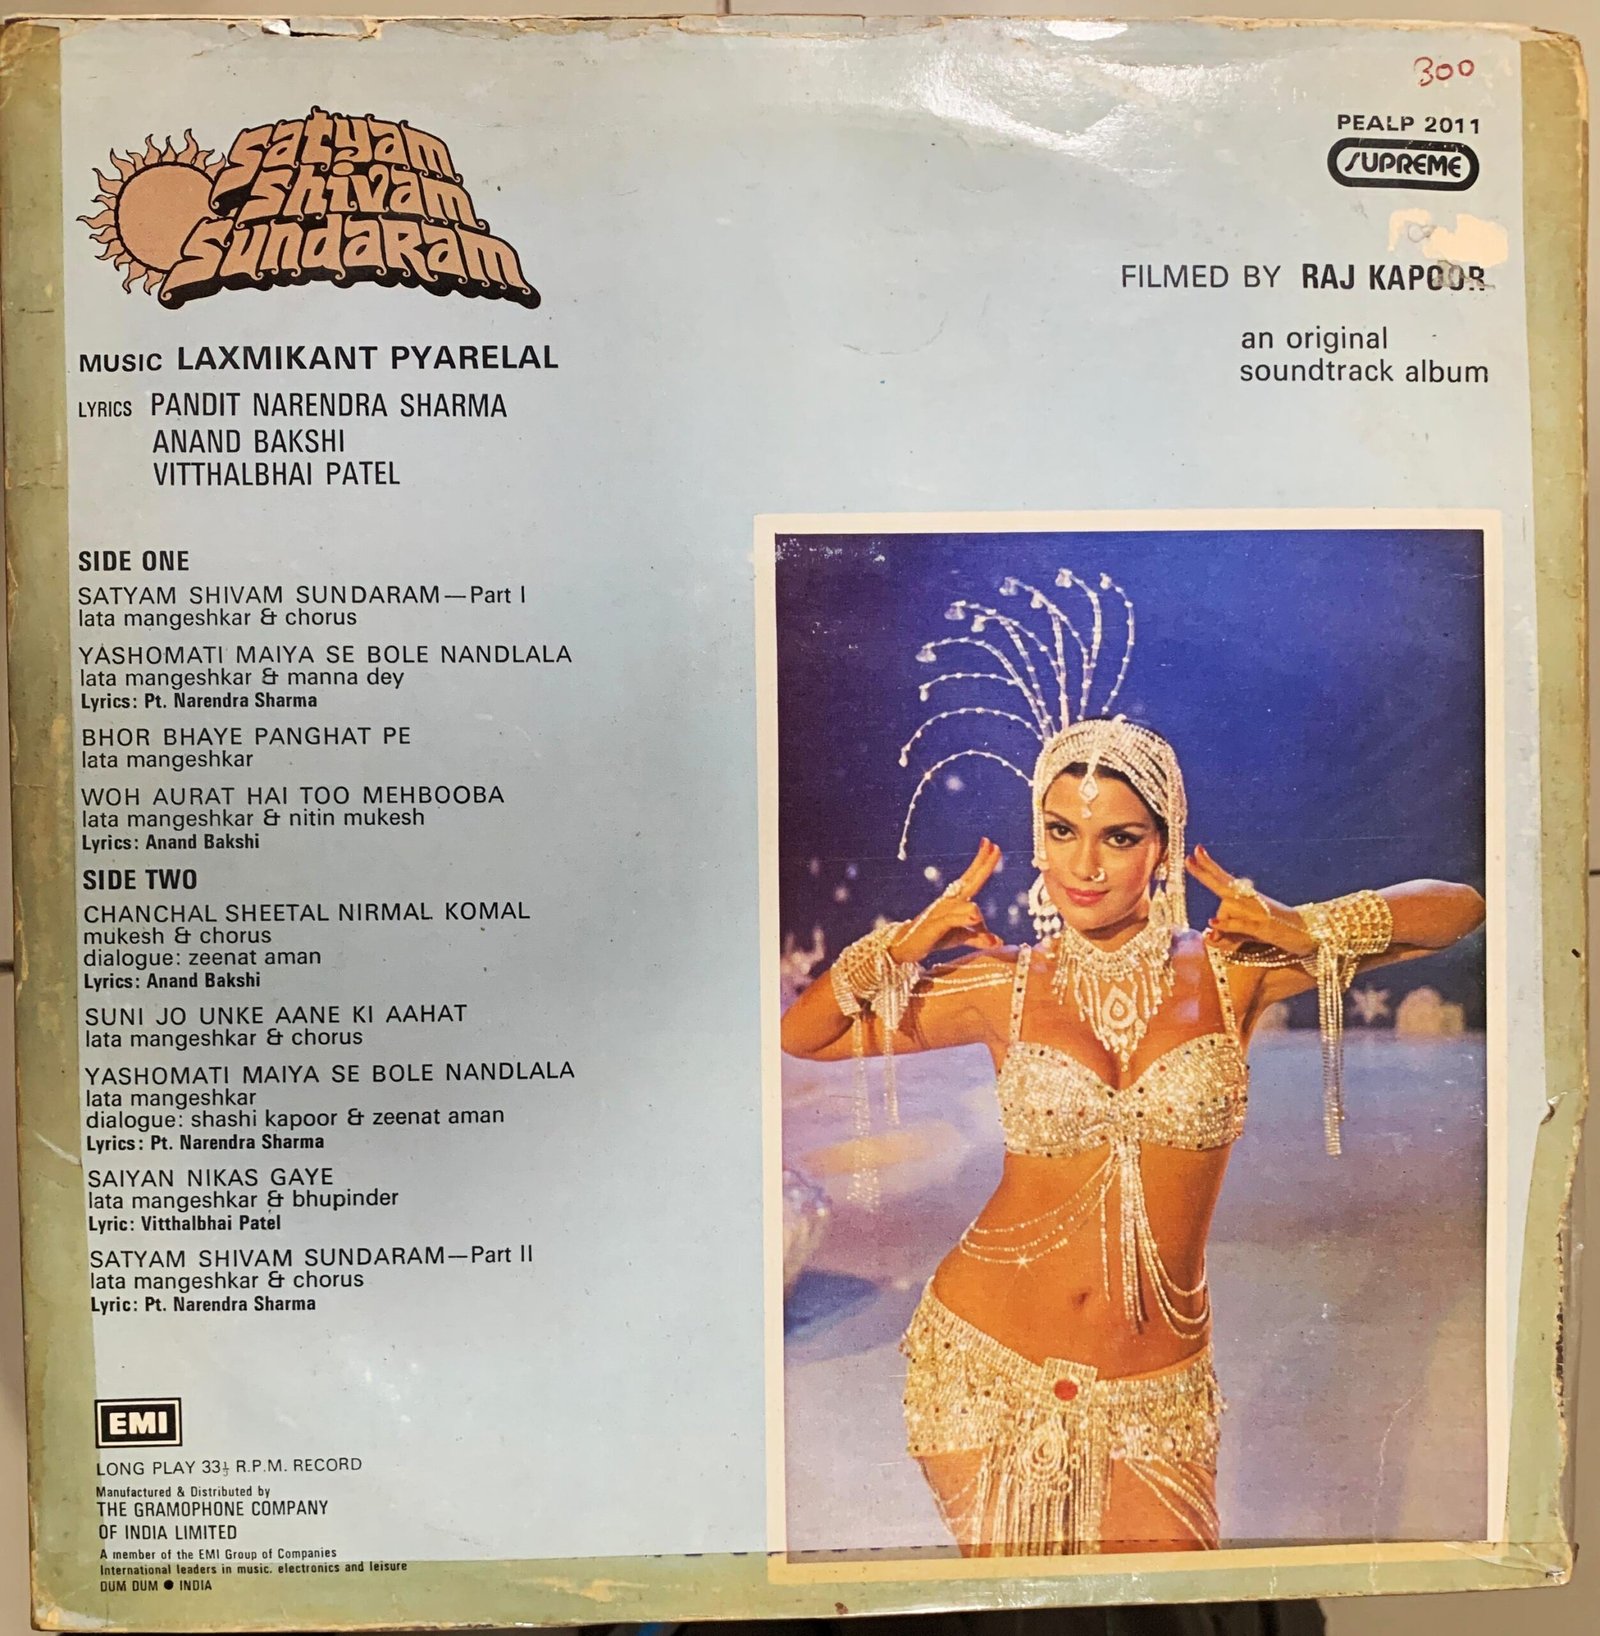 300
PEALP 2011
SUPREME
Satyam
Shivam
Sundaram
FILMED BY RAJ KAPOOR
an original
soundtrack album
MUSIC LAXMIKANT PYARELAL
LYRICS PANDIT NARENDRA SHARMA
ANAND BAKSHI
VITTHALBHAI PATEL
SIDE ONE
SATYAM SHIVAM SUNDARAM—Part I
lata mangeshkar & chorus
YASHOMATI MAIYA SE BOLE NANDLALA
lata mangeshkar & manna dey
Lyrics: Pt. Narendra Sharma
BHOR BHAYE PANGHAT PE
lata mangeshkar
WOH AURAT HAI TOO MEHBOOBA
lata mangeshkar & nitin mukesh
Lyrics: Anand Bakshi
SIDE TWO
CHANCHAL SHEETAL NIRMAL KOMAL
mukesh & chorus
dialogue: zeenat aman
Lyrics: Anand Bakshi
SUNI JO UNKE AANE KI AAHAT
lata mangeshkar & chorus
YASHOMATI MAIYA SE BOLE NANDLALA
lata mangeshkar
dialogue: shashi kapoor & zeenat aman
Lyrics: Pt. Narendra Sharma
SAIYAN NIKAS GAYE
lata mangeshkar & bhupinder
Lyric: Vitthalbhai Patel
SATYAM SHIVAM SUNDARAM—Part II
lata mangeshkar & chorus
Lyric: Pt. Narendra Sharma
EMI
LONG PLAY 33⅓ R.P.M. RECORD
Manufactured & Distributed by
THE GRAMOPHONE COMPANY
OF INDIA LIMITED
A member of the EMI Group of Companies
International leaders in music. electronics and leisure
DUM DUM ● INDIA